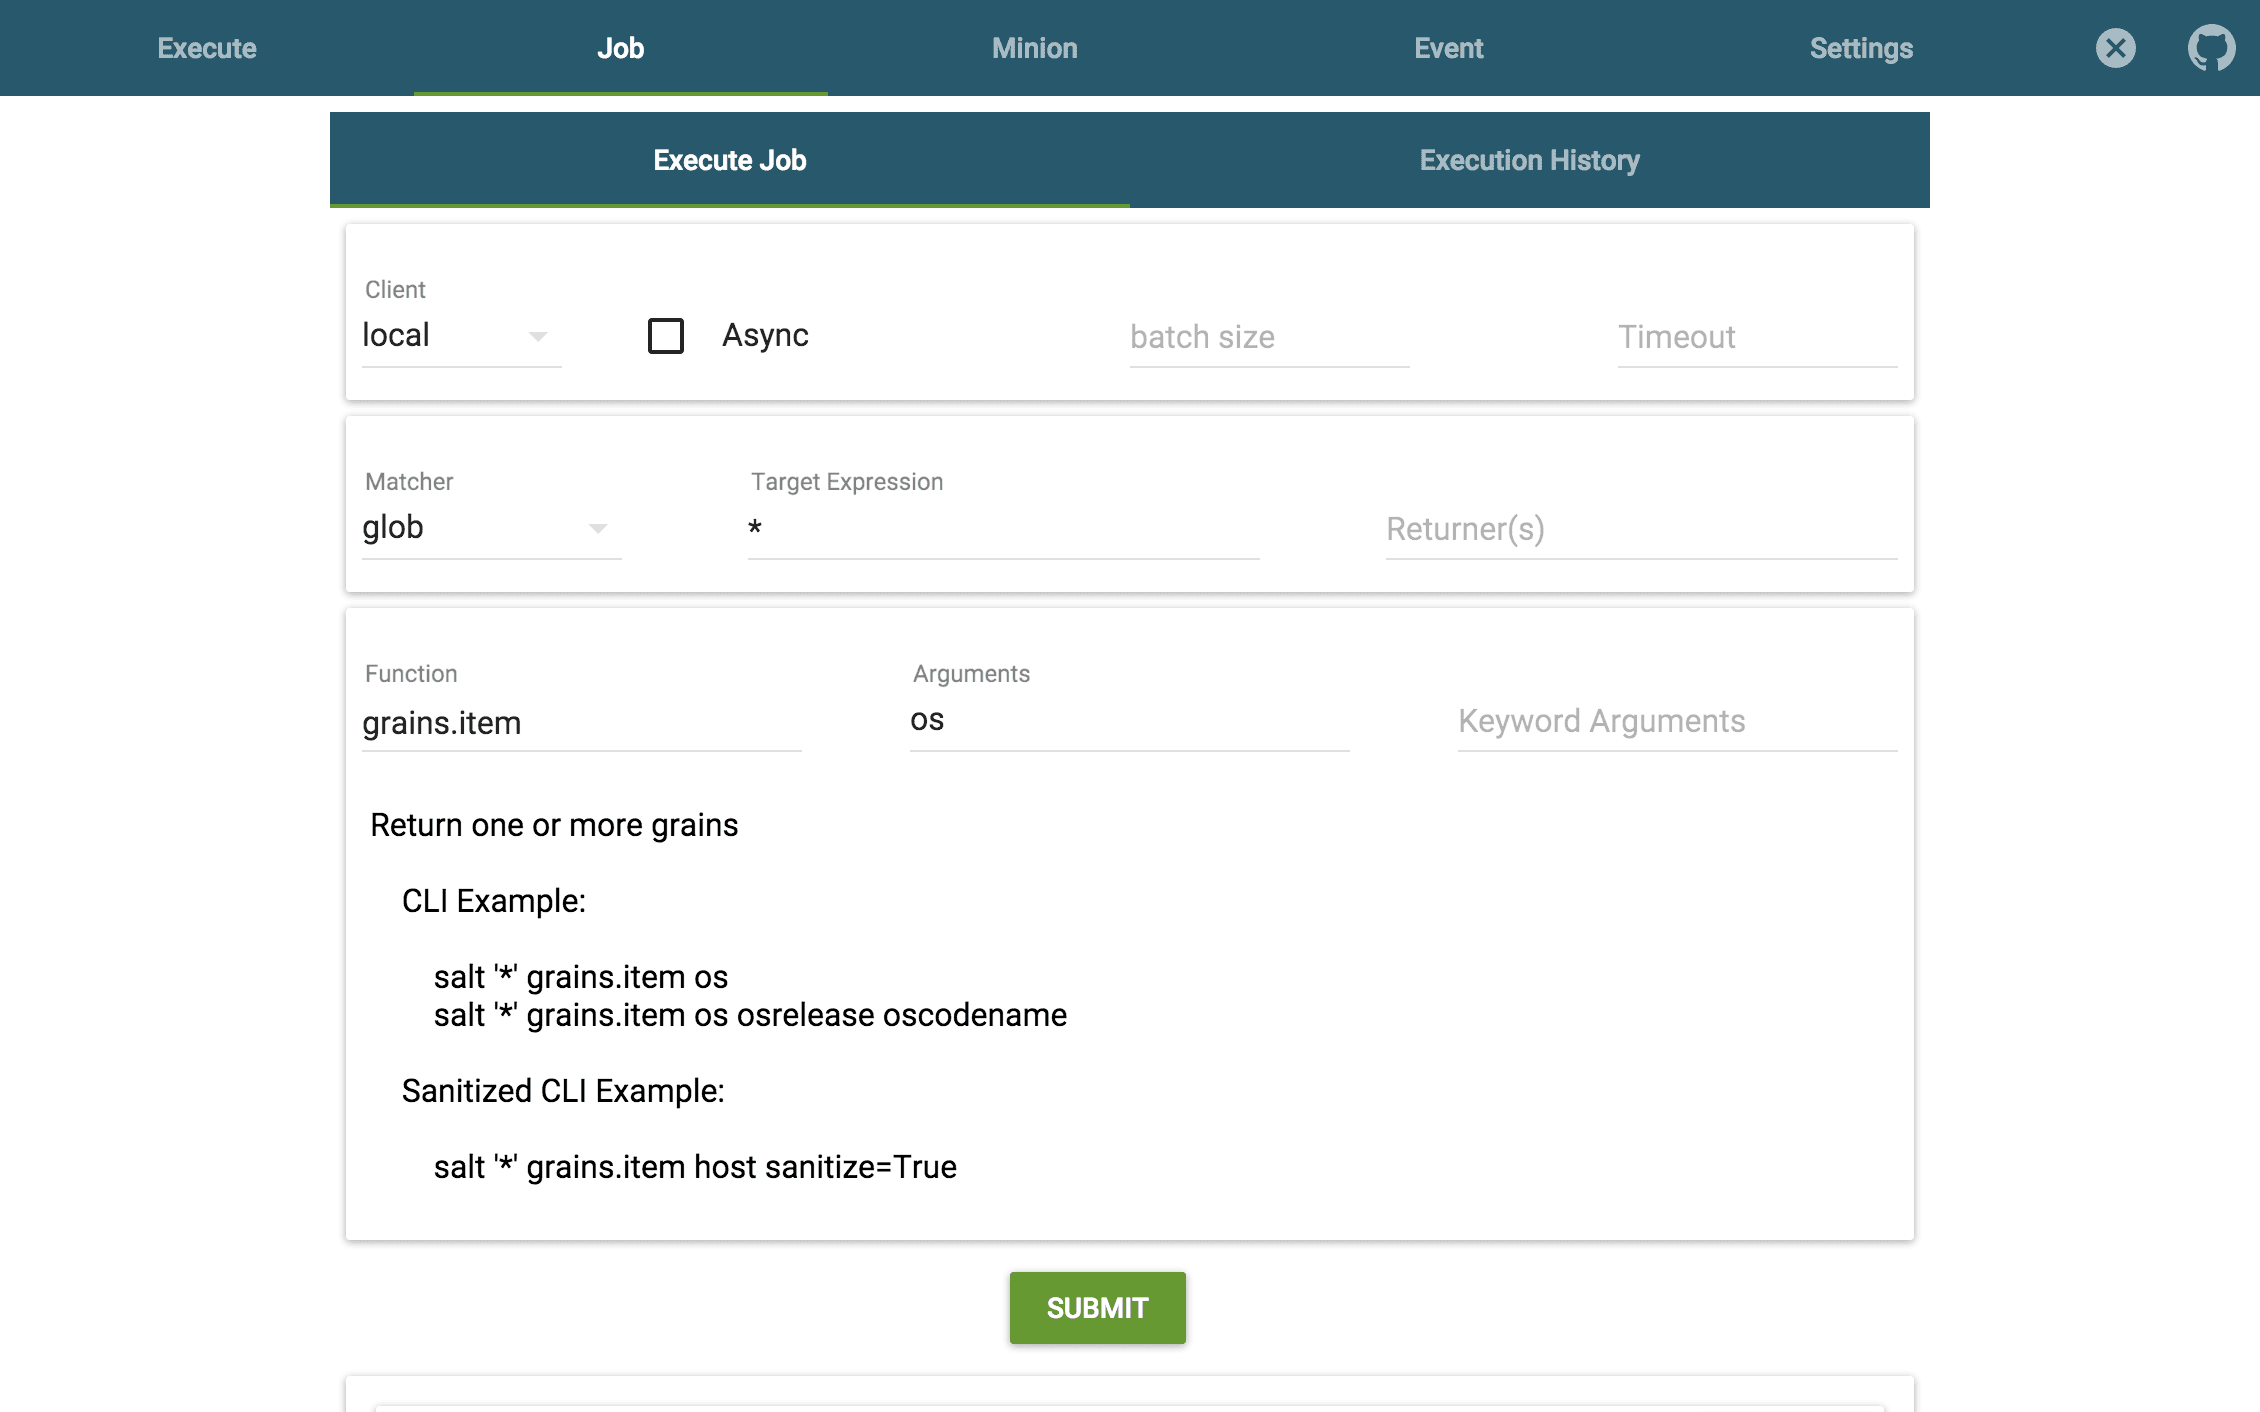 Execute Job Minion Event Settings
Execute Job Execution History
Client
local Async batch size Timeout
Matcher Target Expression
glob * Returner(s)
Function Arguments
grains.item os Keyword Arguments
Return one or more grains
CLI Example:
salt '*' grains.item os
salt '*' grains.item os osrelease oscodename
Sanitized CLI Example:
salt '*' grains.item host sanitize=True
SUBMIT